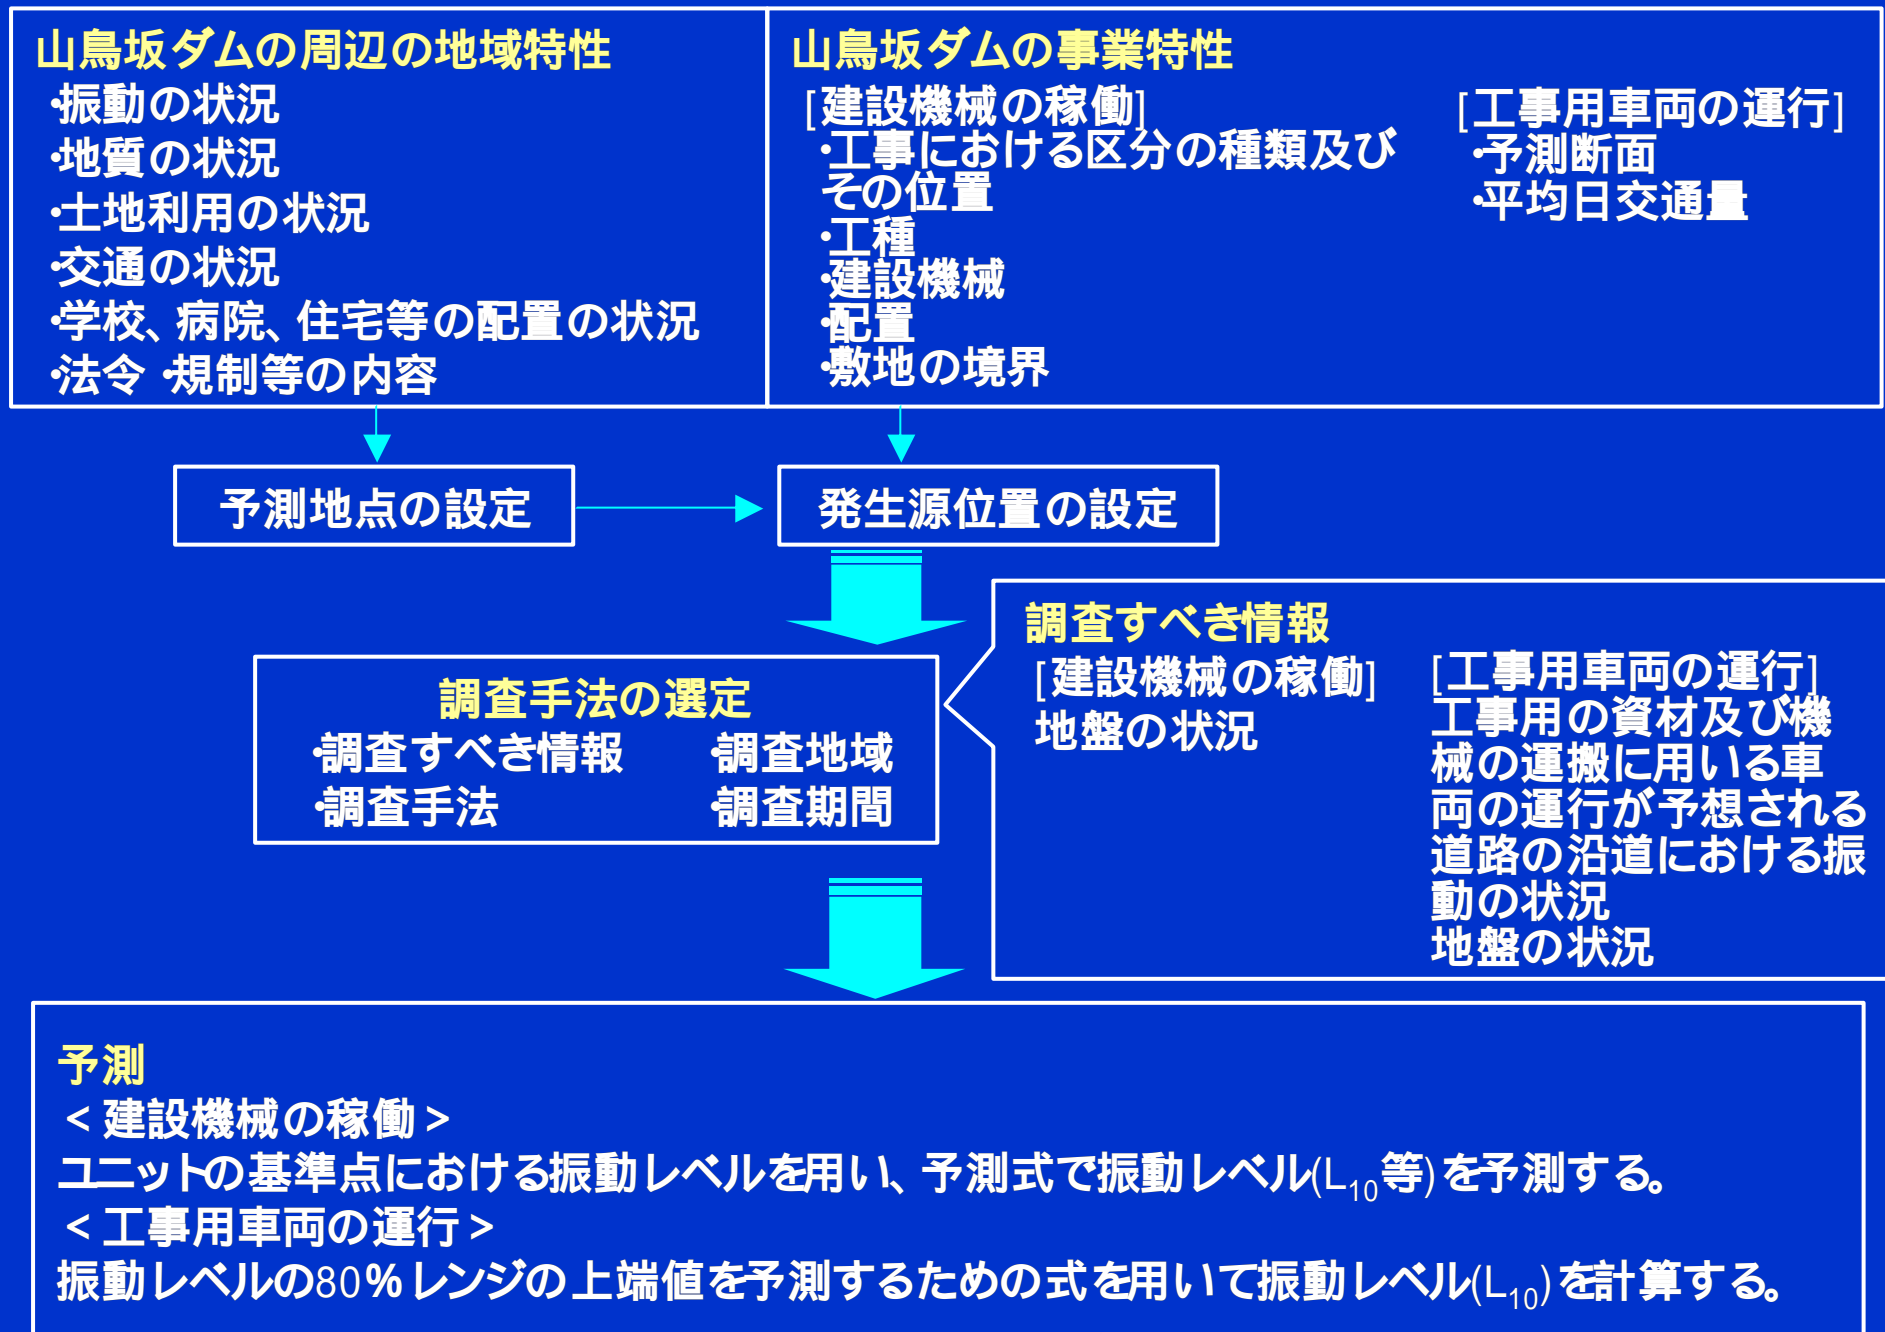 山鳥坂ダムの周辺の地域特性
・振動の状況
・地質の状況
・土地利用の状況
・交通の状況
・学校、病院、住宅等の配置の状況
・法令・規制等の内容
山鳥坂ダムの事業特性
[建設機械の稼働]
・工事における区分の種類及び
その位置
・工種
・建設機械
・配置
・敷地の境界
[工事用車両の運行]
・予測断面
・平均日交通量
予測地点の設定
発生源位置の設定
調査手法の選定
・調査すべき情報 ・調査地域
・調査手法 ・調査期間
調査すべき情報
[建設機械の稼働]
地盤の状況
[工事用車両の運行]
工事用の資材及び機
械の運搬に用いる車
両の運行が予想される
道路の沿道における振
動の状況
地盤の状況
予測
<建設機械の稼働>
ユニットの基準点における振動レベルを用い、予測式で振動レベル(L10等)を予測する。
<工事用車両の運行>
振動レベルの80%レンジの上端値を予測するための式を用いて振動レベル(L10)を計算する。